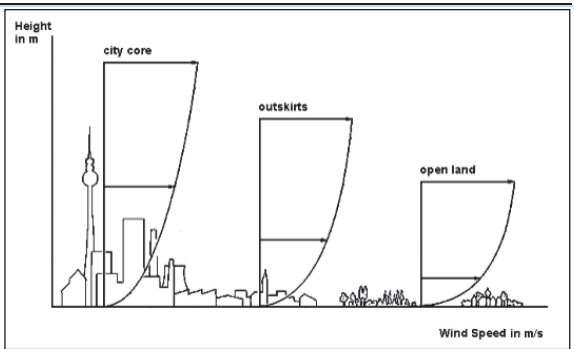 Height
in m
city core
outskirts
open land
Wind Speed in m/s